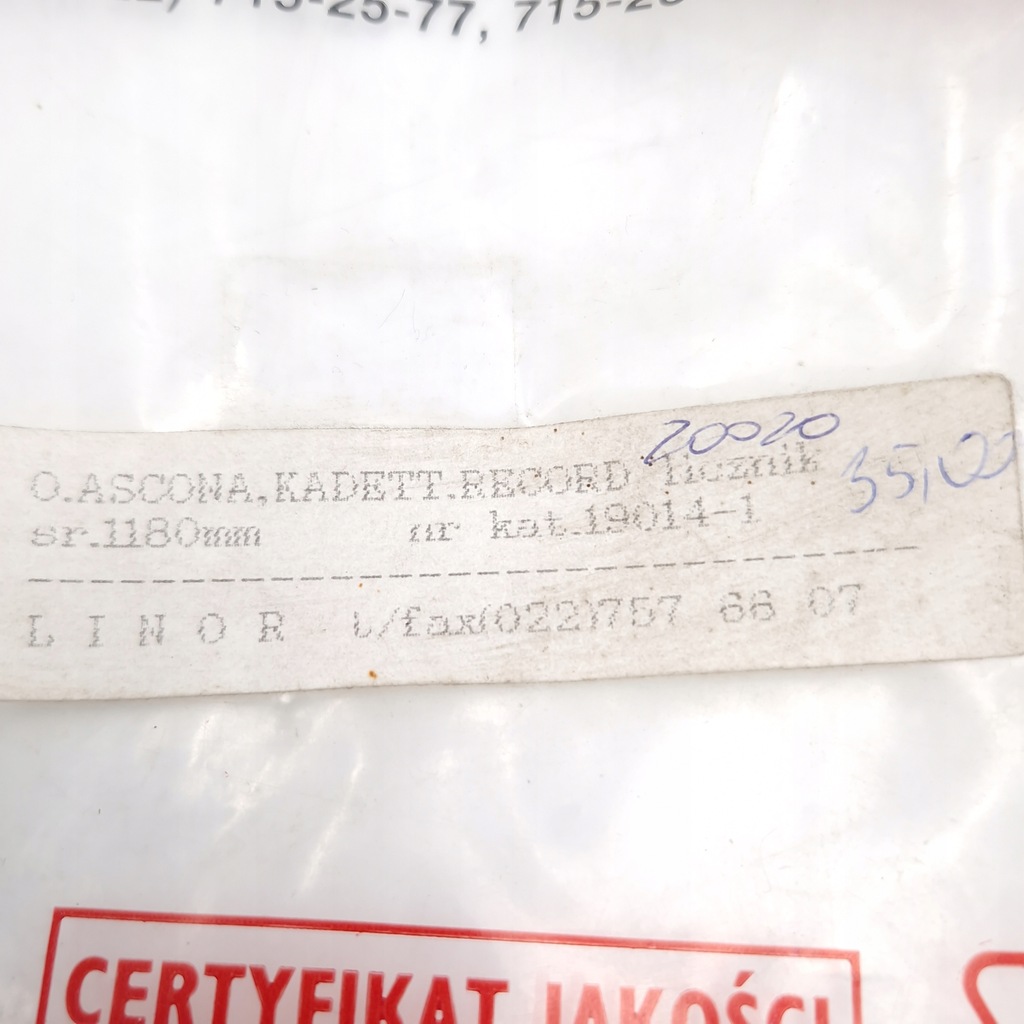 715-25-77, 715-2
20020
O.ASCONA,KADETT.RECORD licznik
35,00
sr.1180mm nr kat.19014-1
L I N O R t/fax(022)757 66 07
CERTYFIKAT JAKOŚCI